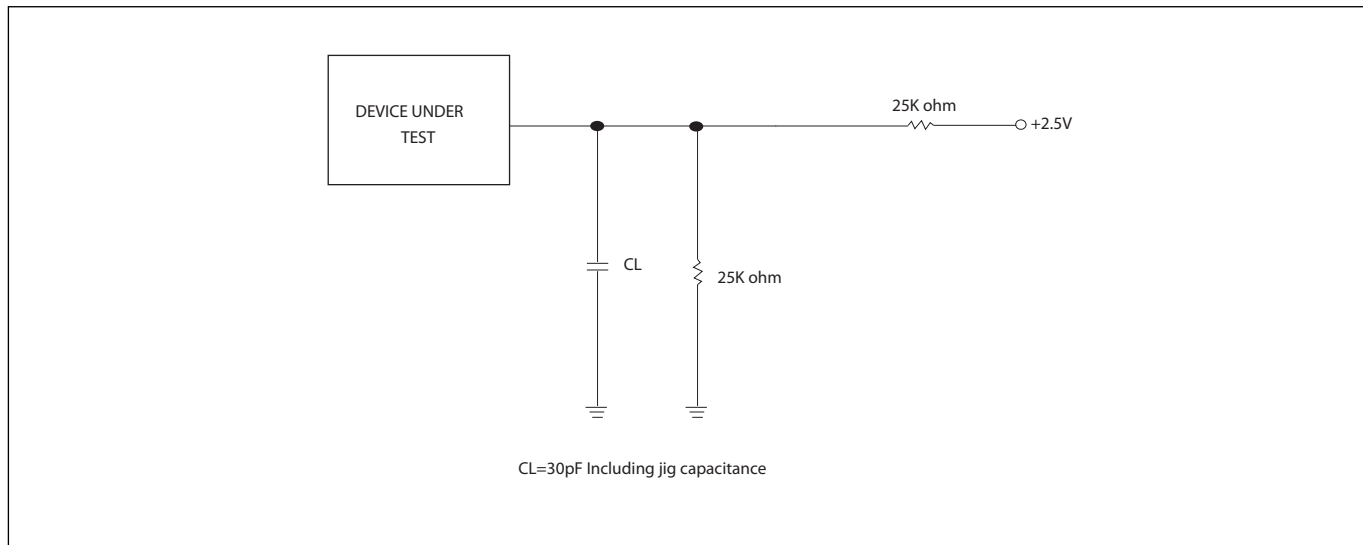 DEVICE UNDER
TEST
25K ohm
+2.5V
CL
25K ohm
CL=30pF Including jig capacitance